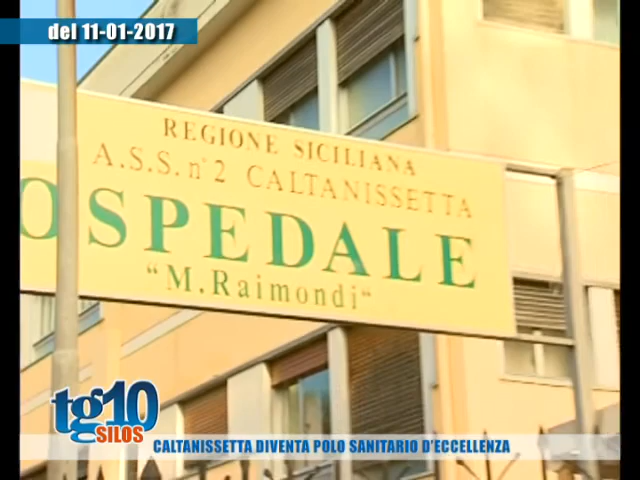 del 11-01-2017
REGIONE SICILIANA
A.S.S. n° 2 CALTANISSETTA
OSPEDALE
"M. Raimondi"
tg10
SILOS
CALTANISSETTA DIVENTA POLO SANITARIO D'ECCELLENZA